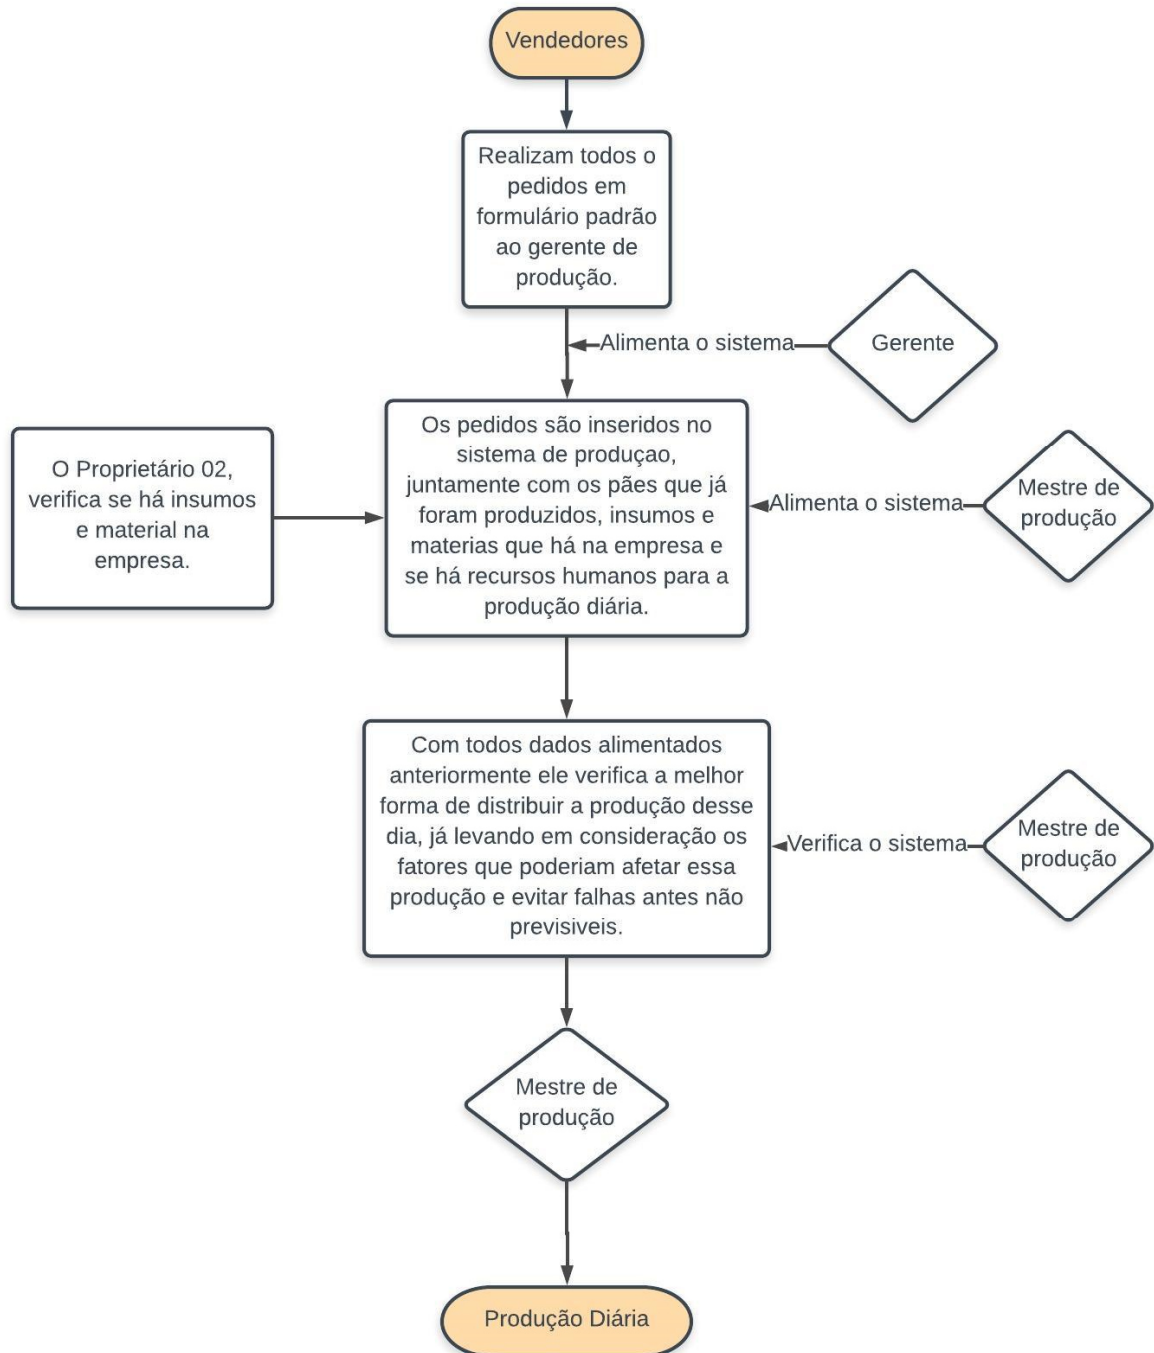 Vendedores
Realizam todos o
pedidos em
formulário padrão
ao gerente de
produção.
Alimenta o sistema
Gerente
O Proprietário 02,
verifica se há insumos
e material na
empresa.
Os pedidos são inseridos no
sistema de produçao,
juntamente com os pães que já
foram produzidos, insumos e
materias que há na empresa e
se há recursos humanos para a
produção diária.
Alimenta o sistema
Mestre de
produção
Com todos dados alimentados
anteriormente ele verifica a melhor
forma de distribuir a produção desse
dia, já levando em consideração os
fatores que poderiam afetar essa
produção e evitar falhas antes não
previsiveis.
Verifica o sistema
Mestre de
produção
Mestre de
produção
Produção Diária